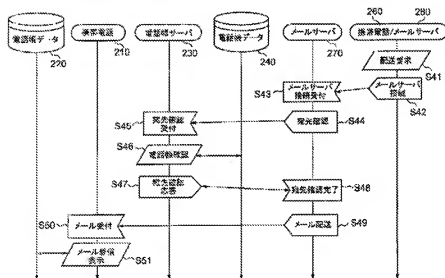 260 280
電話帳データ 携帯電話 電話帳サーバ 電話帳データ メールサーバ 携帯電話/メールサーバ
220 210 230 240 270
配送要求 S41
S43 メールサーバ接続受付 メールサーバ接続 S42
S45 宛先確認受付 宛先確認 S44
S46 電話帳確認
S47 宛先確認応答 宛先確認完了 S48
S50 メール受付 メール配送 S49
メール着信表示 S51